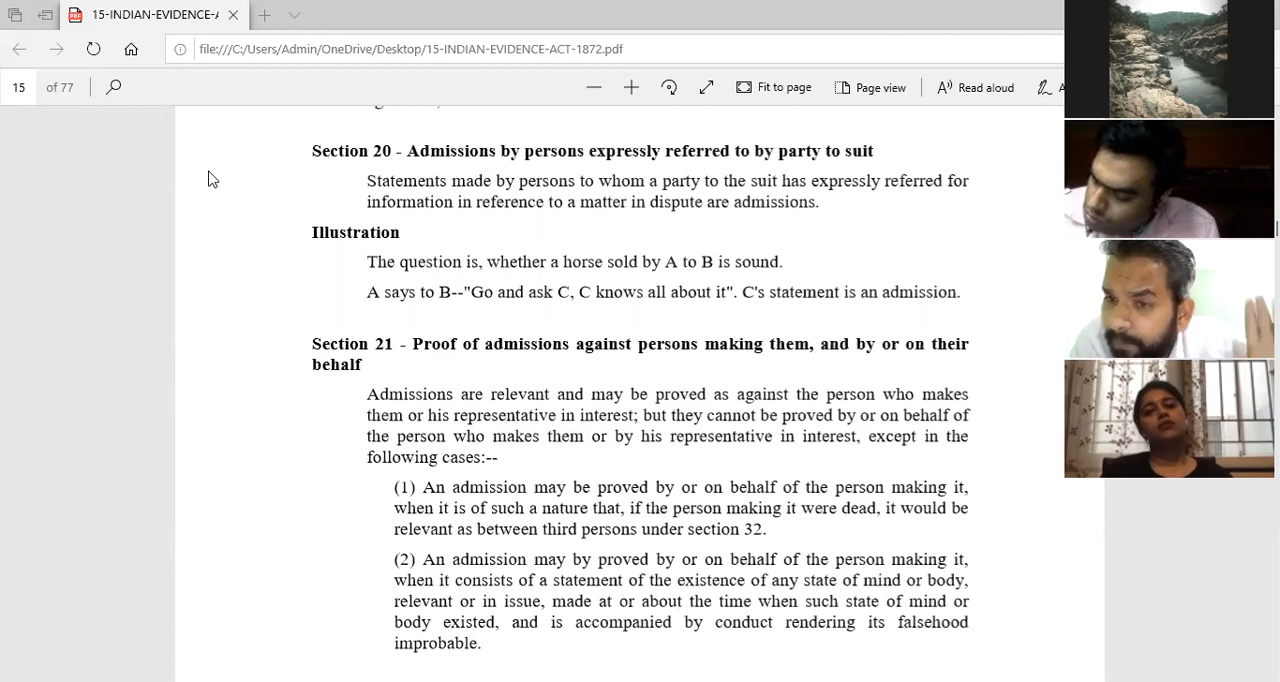 15-INDIAN-EVIDENCE-A
file:///C:/Users/Admin/OneDrive/Desktop/15-INDIAN-EVIDENCE-ACT-1872.pdf
15 of 77
Fit to page
Page view
Read aloud
Section 20 - Admissions by persons expressly referred to by party to suit
Statements made by persons to whom a party to the suit has expressly referred for
information in reference to a matter in dispute are admissions.
Illustration
The question is, whether a horse sold by A to B is sound.
A says to B--"Go and ask C, C knows all about it". C's statement is an admission.
Section 21 - Proof of admissions against persons making them, and by or on their
behalf
Admissions are relevant and may be proved as against the person who makes
them or his representative in interest; but they cannot be proved by or on behalf of
the person who makes them or by his representative in interest, except in the
following cases:--
(1) An admission may be proved by or on behalf of the person making it,
when it is of such a nature that, if the person making it were dead, it would be
relevant as between third persons under section 32.
(2) An admission may by proved by or on behalf of the person making it,
when it consists of a statement of the existence of any state of mind or body,
relevant or in issue, made at or about the time when such state of mind or
body existed, and is accompanied by conduct rendering its falsehood
improbable.